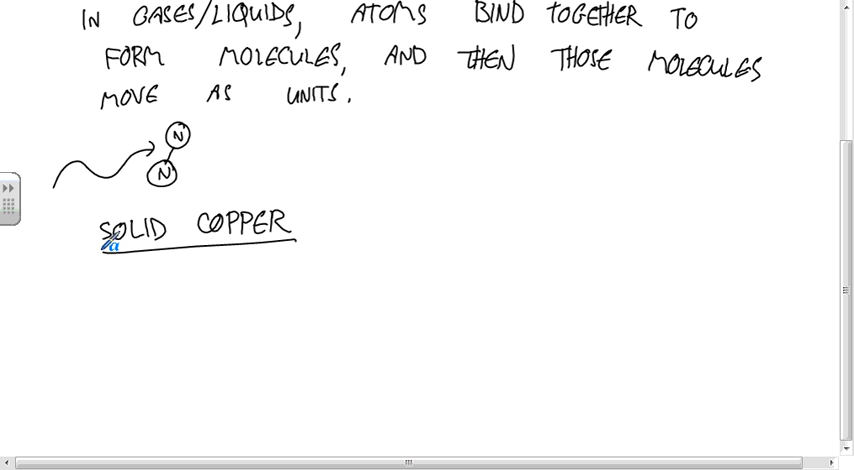 IN GASES/LIQUIDS, ATOMS BIND TOGETHER TO
FORM MOLECULES, AND THEN THOSE MOLECULES
MOVE AS UNITS.
N
N
SOLID COPPER